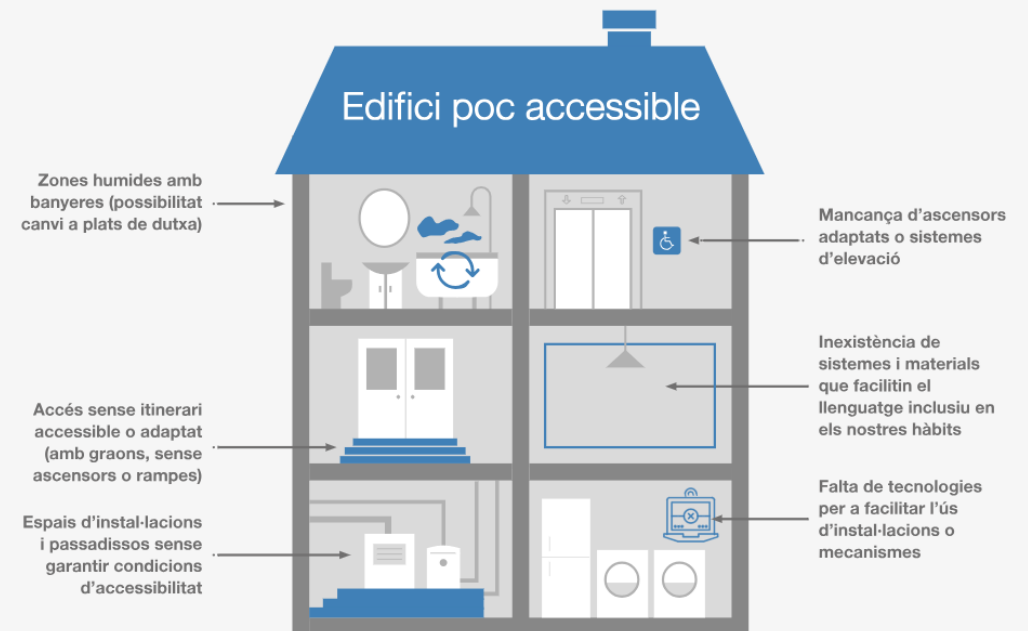 Edifici poc accessible
Zones humides amb
banyeres (possibilitat
canvi a plats de dutxa)
Mancança d'ascensors
adaptats o sistemes
d'elevació
Inexistència de
sistemes i materials
que facilitin el
llenguatge inclusiu en
els nostres hàbits
Accés sense itinerari
accessible o adaptat
(amb graons, sense
ascensors o rampes)
Falta de tecnologies
per a facilitar l'ús
d'instal·lacions o
mecanismes
Espais d'instal·lacions
i passadissos sense
garantir condicions
d'accessibilitat